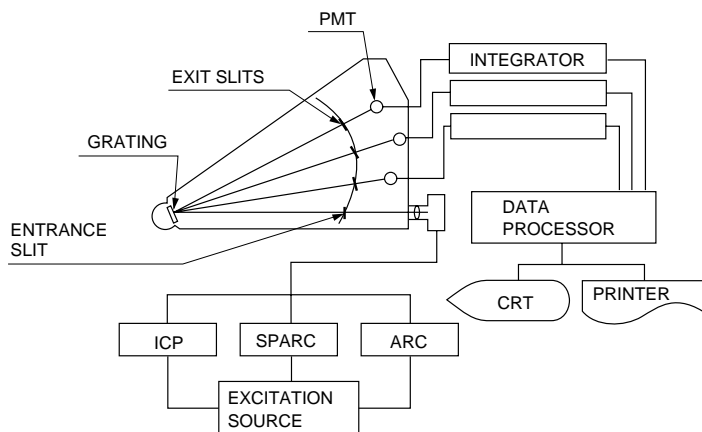 PMT
INTEGRATOR
EXIT SLITS
GRATING
ENTRANCE
SLIT
DATA
PROCESSOR
CRT
PRINTER
ICP
SPARC
ARC
EXCITATION
SOURCE